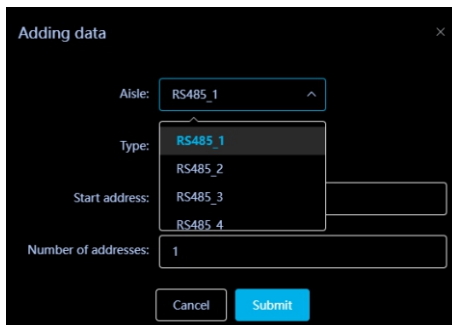 Adding data
Aisle: RS485_1
Type:
RS485_1
RS485_2
Start address:
RS485_3
RS485_4
Number of addresses: 1
Cancel Submit